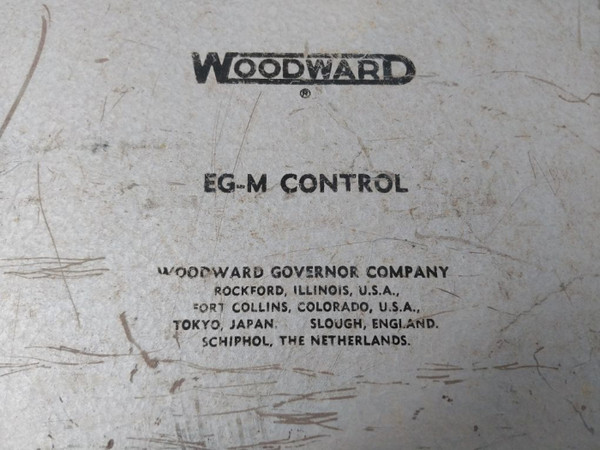 WOODWARD
®
EG-M CONTROL
WOODWARD GOVERNOR COMPANY
ROCKFORD, ILLINOIS, U.S.A.,
FORT COLLINS, COLORADO, U.S.A.,
TOKYO, JAPAN. SLOUGH, ENGLAND.
SCHIPHOL, THE NETHERLANDS.